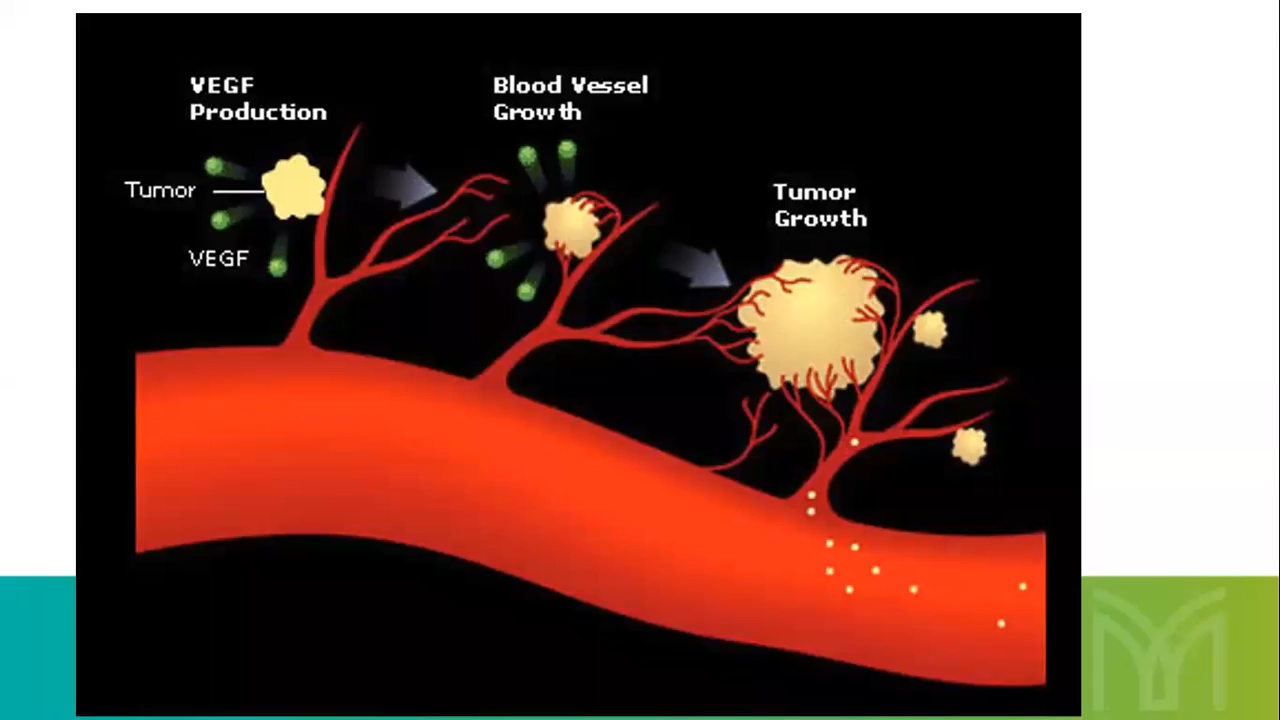 VEGF
Production
Tumor
VEGF
Blood Vessel
Growth
Tumor
Growth